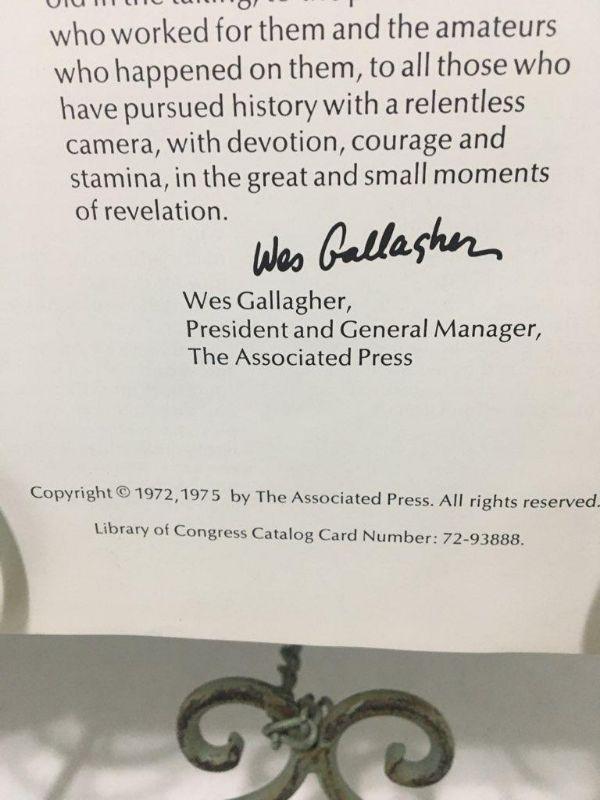 who worked for them and the amateurs
who happened on them, to all those who
have pursued history with a relentless
camera, with devotion, courage and
stamina, in the great and small moments
of revelation.
Wes Gallagher
Wes Gallagher,
President and General Manager,
The Associated Press
Copyright © 1972,1975 by The Associated Press. All rights reserved.
Library of Congress Catalog Card Number: 72-93888.